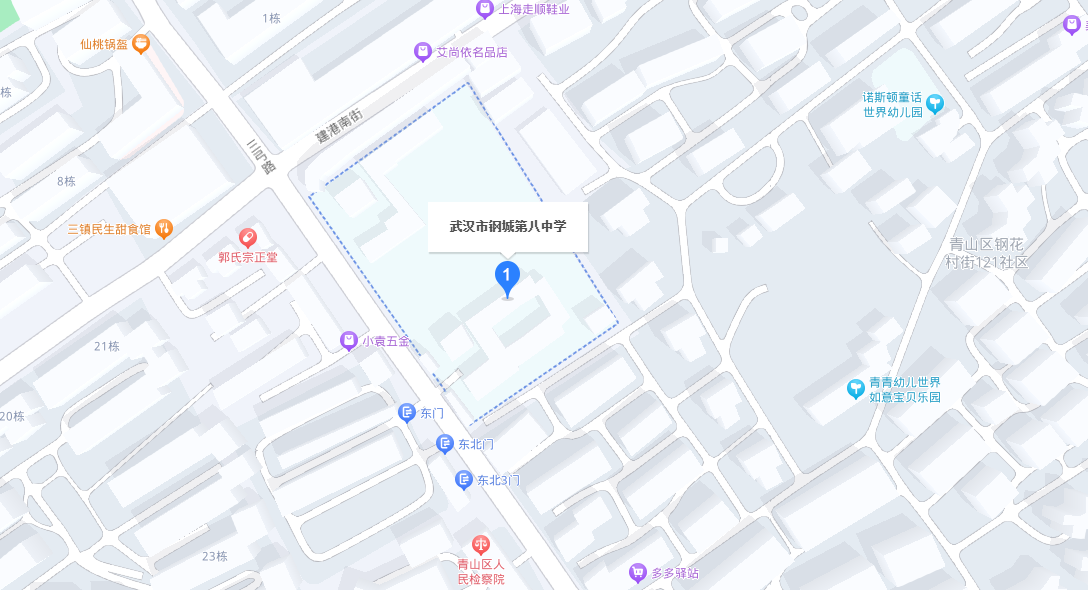 1栋
上海走顺鞋业
仙桃锅盔
艾尚依名品店
栋
诺斯顿童话
世界幼儿园
建港南街
三弓路
8栋
武汉市钢城第八中学
三镇民生甜食馆
郭氏宗正堂
青山区钢花
村街121社区
1
小袁五金
21栋
青青幼儿世界
如意宝贝乐园
20栋
东门
东北门
东北3门
23栋
青山区人
民检察院
多多驿站